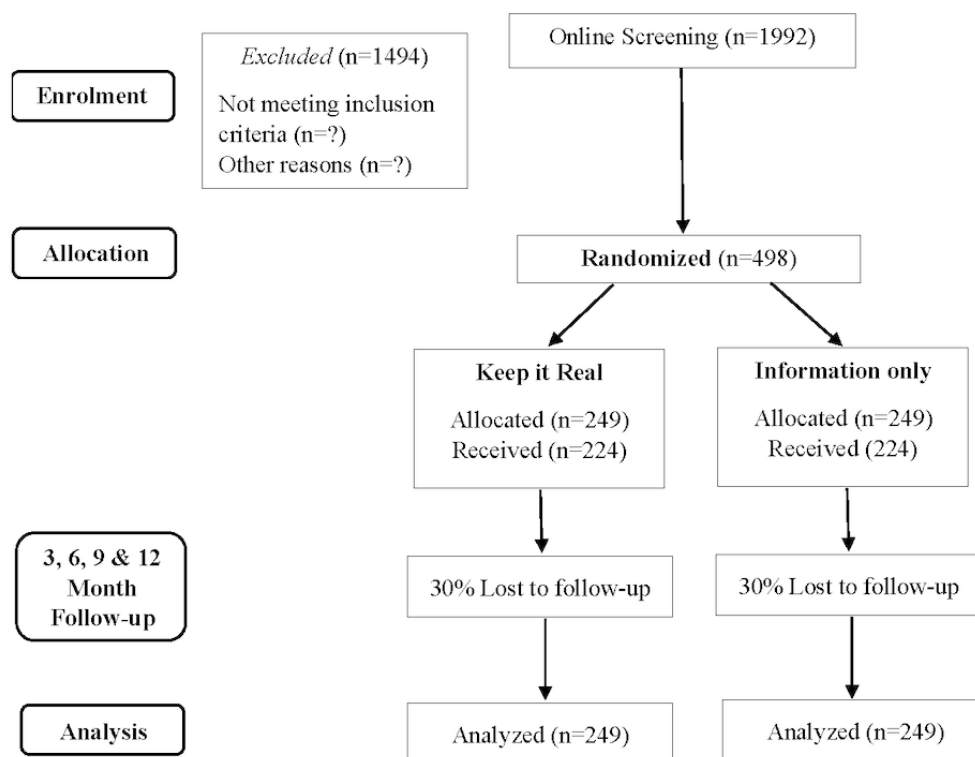 Online Screening (n=1992)
Excluded (n=1494)
Not meeting inclusion
criteria (n=?)
Other reasons (n=?)
Enrolment
Allocation
Randomized (n=498)
Keep it Real
Allocated (n=249)
Received (n=224)
Information only
Allocated (n=249)
Received (224)
3, 6, 9 & 12
Month
Follow-up
30% Lost to follow-up
30% Lost to follow-up
Analysis
Analyzed (n=249)
Analyzed (n=249)